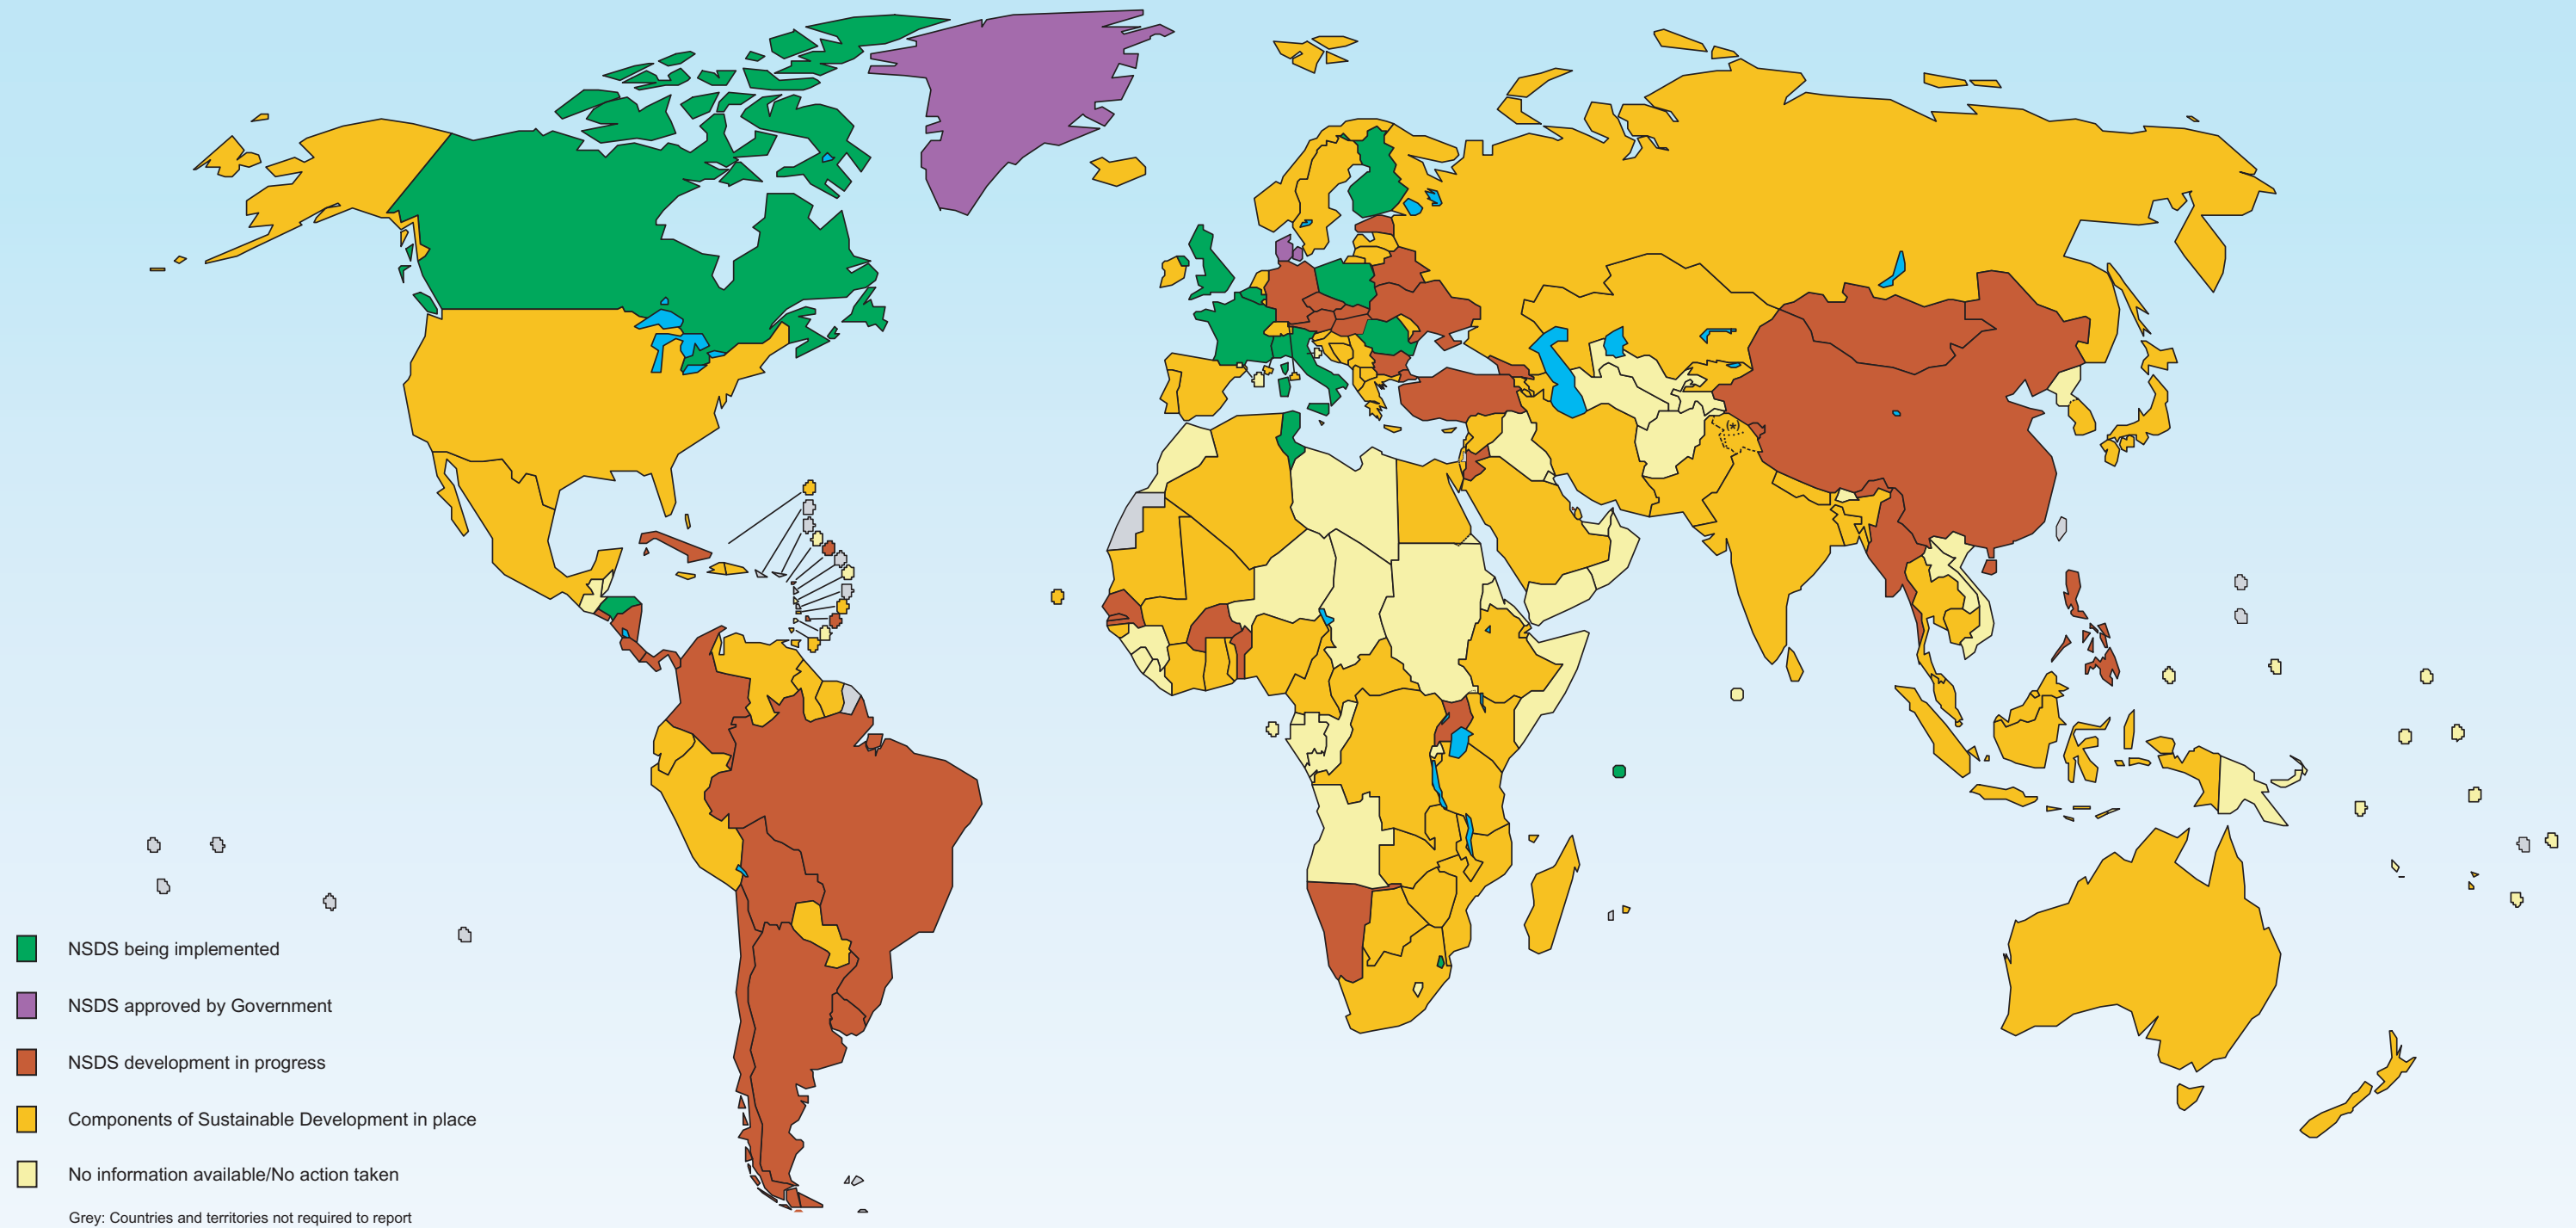 (*)
NSDS being implemented
NSDS approved by Government
NSDS development in progress
Components of Sustainable Development in place
No information available/No action taken
Grey: Countries and territories not required to report